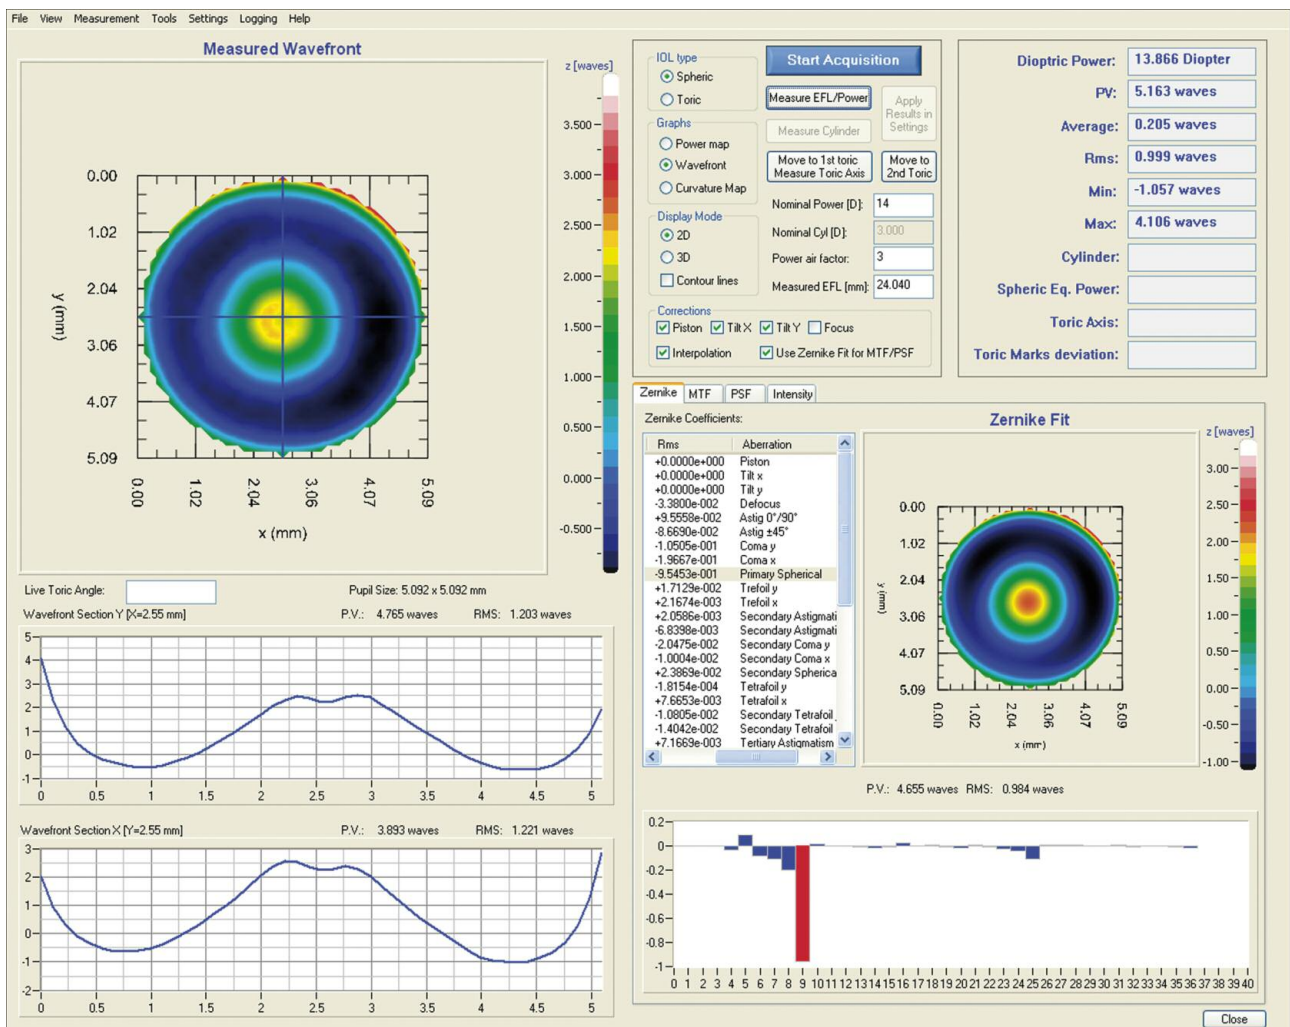 File View Measurement Tools Settings Logging Help
Measured Wavefront
z [waves]
3.500
3.000
2.500
2.000
1.500
1.000
0.500
0.000
-0.500
0.00
1.02
2.04
3.06
4.07
5.09
y (mm)
0.00 1.02 2.04 3.06 4.07 5.09
x (mm)
Live Toric Angle:
Pupil Size: 5.092 x 5.092 mm
Wavefront Section Y [X=2.55 mm] P.V.: 4.765 waves RMS: 1.203 waves
5
4
3
2
1
0
-1
0 0.5 1 1.5 2 2.5 3 3.5 4 4.5 5
Wavefront Section X [Y=2.55 mm] P.V.: 3.893 waves RMS: 1.221 waves
3
2
1
0
-1
-2
0 0.5 1 1.5 2 2.5 3 3.5 4 4.5 5
IOL type
Spheric
Toric
Graphs
Power map
Wavefront
Curvature Map
Display Mode
2D
3D
Contour lines
Start Acquisition
Measure EFL/Power
Apply
Results in
Settings
Measure Cylinder
Move to 1st toric
Measure Toric Axis
Move to
2nd Toric
Nominal Power [D]: 14
Nominal Cyl [D]: 3.000
Power air factor: 3
Measured EFL [mm]: 24.040
Corrections
Piston Tilt X Tilt Y Focus
Interpolation Use Zernike Fit for MTF/PSF
Dioptric Power: 13.866 Diopter
PV: 5.163 waves
Average: 0.205 waves
Rms: 0.999 waves
Min: -1.057 waves
Max: 4.106 waves
Cylinder:
Spheric Eq. Power:
Toric Axis:
Toric Marks deviation:
Zernike MTF PSF Intensity
Zernike Coefficients:
Rms Aberration
+0.0000e+000 Piston
+0.0000e+000 Tilt x
+0.0000e+000 Tilt y
-3.3800e-002 Defocus
+9.5558e-002 Astig 0°/90°
-8.6690e-002 Astig ±45°
-1.0505e-001 Coma y
-1.9667e-001 Coma x
-9.5453e-001 Primary Spherical
+1.7129e-002 Trefoil y
+2.1674e-003 Trefoil x
+2.0586e-003 Secondary Astigmati
-6.8398e-003 Secondary Astigmati
-2.0475e-002 Secondary Coma y
-1.0004e-002 Secondary Coma x
+2.3869e-002 Secondary Spherica
-1.8154e-004 Tetrafoil y
+7.6653e-003 Tetrafoil x
-1.0805e-002 Secondary Tetrafoil
-1.4042e-002 Secondary Tetrafoil
+7.1669e-003 Tertiary Astigmatism
Zernike Fit
z [waves]
3.00
2.50
2.00
1.50
1.00
0.50
0.00
-0.50
-1.00
0.00
1.02
2.04
3.06
4.07
5.09
y (mm)
0.00 1.02 2.04 3.06 4.07 5.09
x (mm)
P.V.: 4.655 waves RMS: 0.984 waves
0.2
0
-0.2
-0.4
-0.6
-0.8
-1
0 1 2 3 4 5 6 7 8 9 10 11 12 13 14 15 16 17 18 19 20 21 22 23 24 25 26 27 28 29 30 31 32 33 34 35 36 37 38 39 40
Close